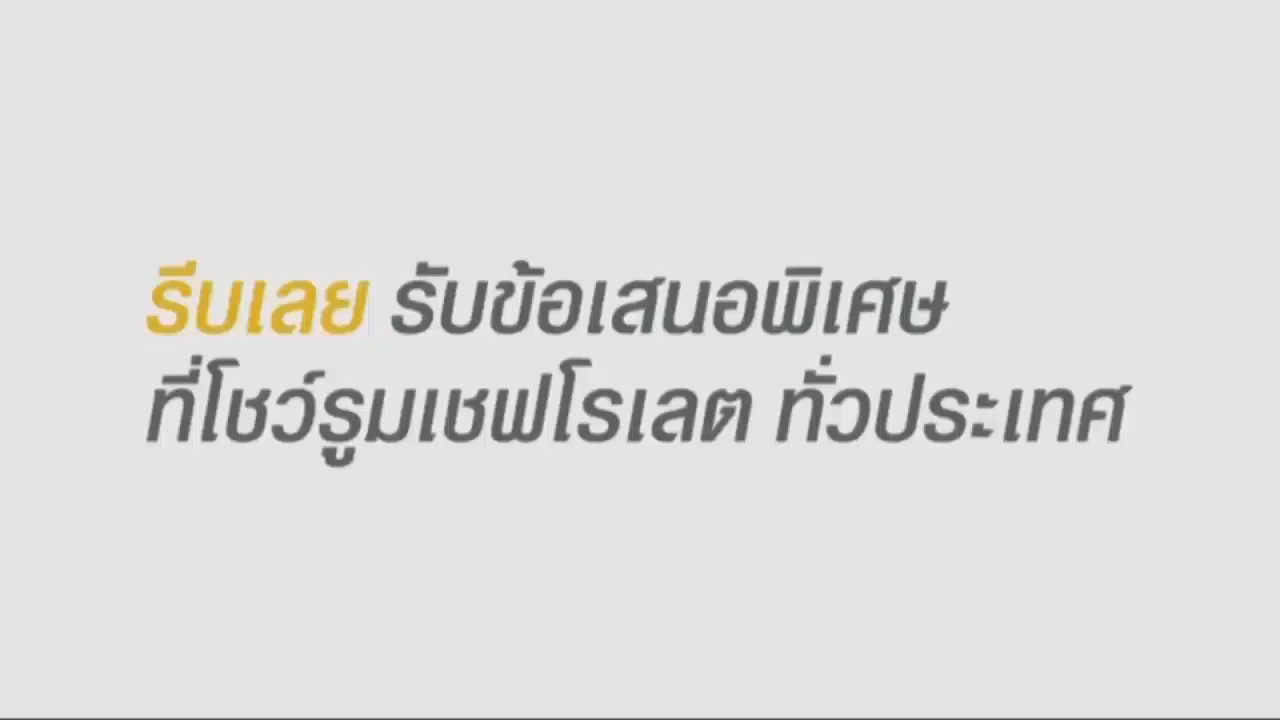 รีบเลย รับข้อเสนอพิเศษ
ที่โชว์รูมเชฟโรเลต ทั่วประเทศ